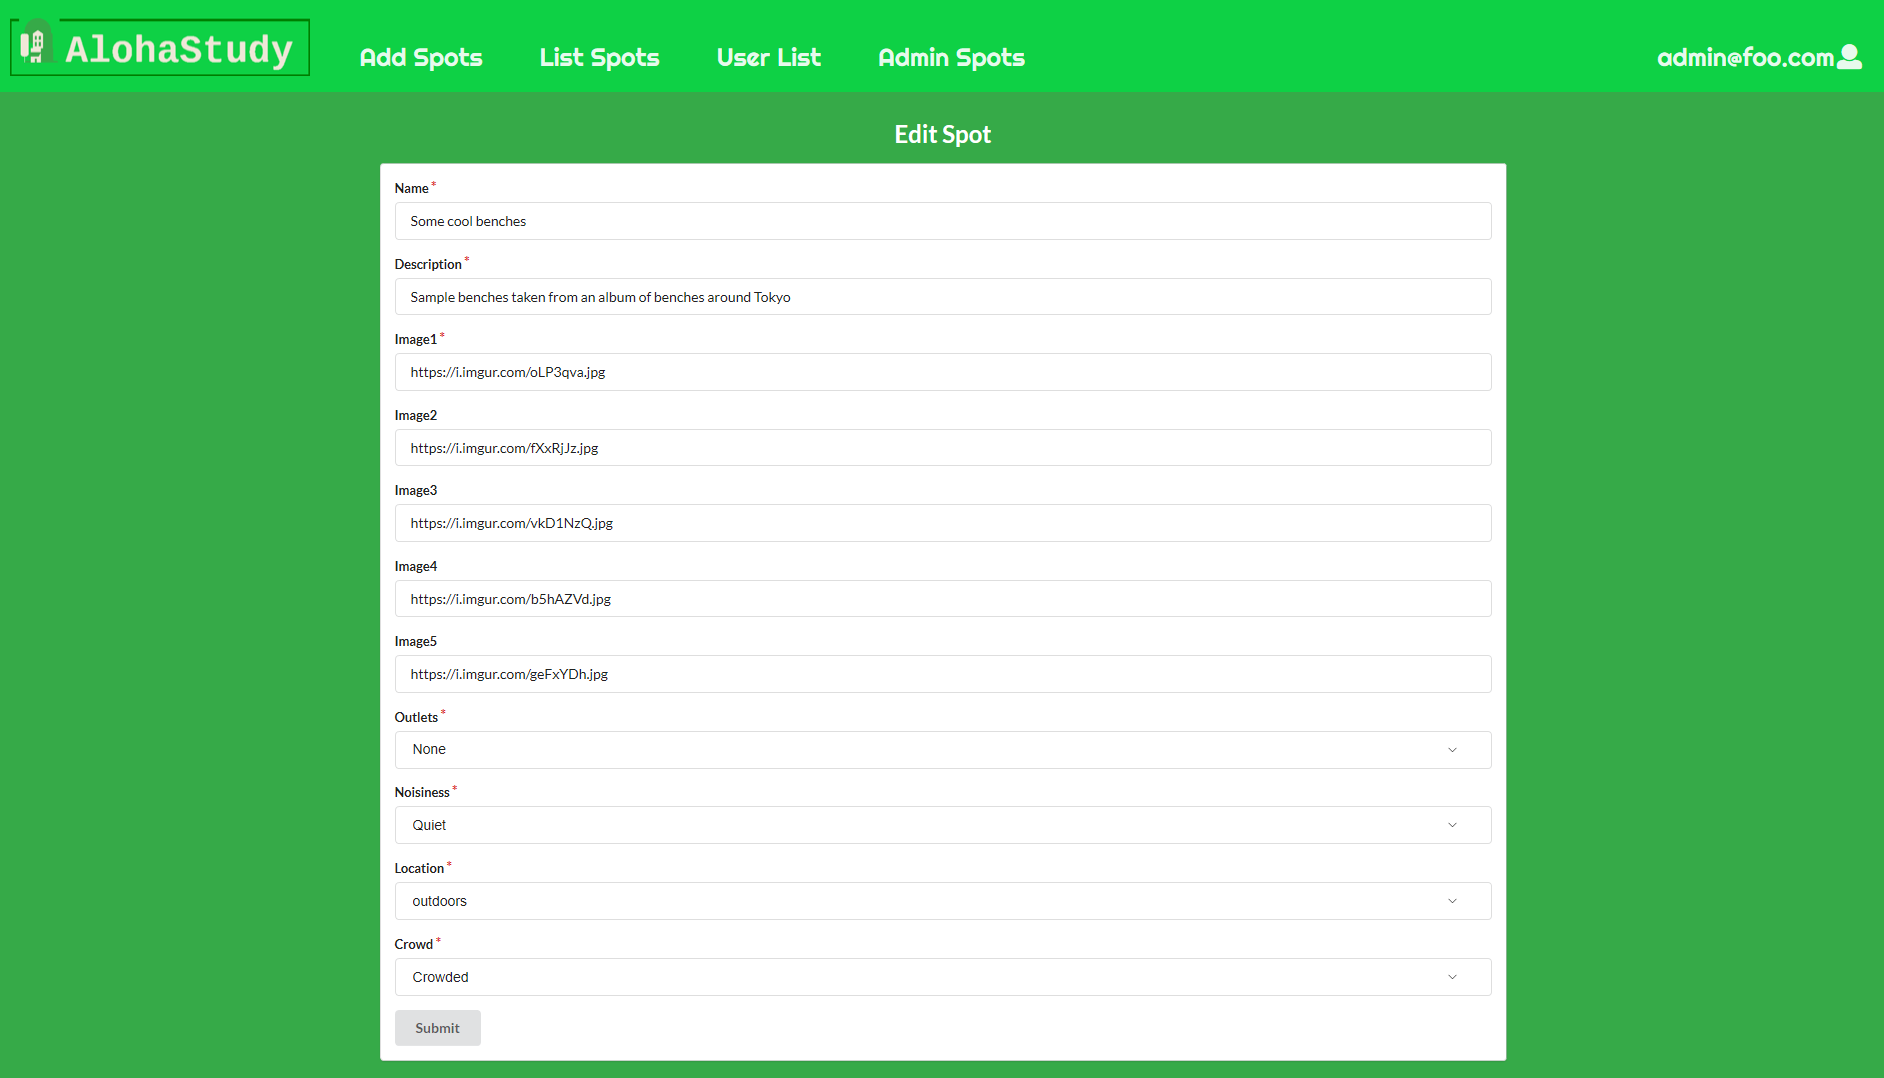 AlohaStudy
Add Spots
List Spots
User List
Admin Spots
admin@foo.com
Edit Spot
Name*
Some cool benches
Description*
Sample benches taken from an album of benches around Tokyo
Image1*
https://i.imgur.com/oLP3qva.jpg
Image2
https://i.imgur.com/fXxRjJz.jpg
Image3
https://i.imgur.com/vkD1NzQ.jpg
Image4
https://i.imgur.com/b5hAZVd.jpg
Image5
https://i.imgur.com/geFxYDh.jpg
Outlets*
None
Noisiness*
Quiet
Location*
outdoors
Crowd*
Crowded
Submit